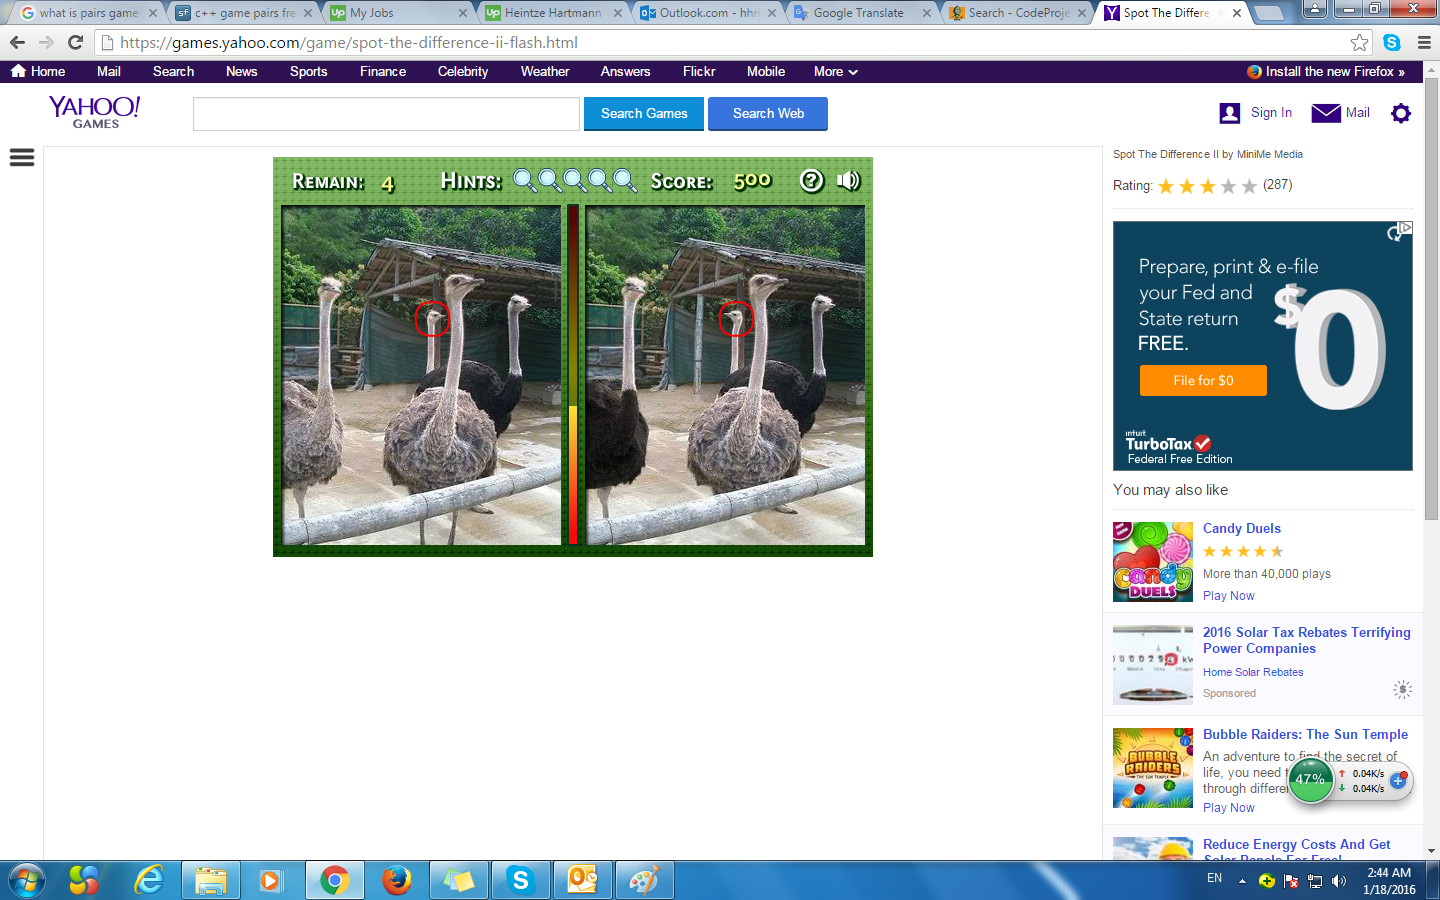 what is pairs game
c++ game pairs fre
My Jobs
Heintze Hartmann
Outlook.com - hhri
Google Translate
Search - CodeProje
Spot The Differe
https://games.yahoo.com/game/spot-the-difference-ii-flash.html
Home Mail Search News Sports Finance Celebrity Weather Answers Flickr Mobile More Install the new Firefox »
YAHOO!
GAMES
Search Games
Search Web
Sign In
Mail
Spot The Difference II by MiniMe Media
Rating: (287)
REMAIN: 4 HINTS: SCORE: 500 ?
Prepare, print & e-file
your Fed and
State return
FREE.
$0
File for $0
intuit
TurboTax
Federal Free Edition
You may also like
candy
DUELS
Candy Duels
More than 40,000 plays
Play Now
2016 Solar Tax Rebates Terrifying
Power Companies
Home Solar Rebates
Sponsored
BUBBLE
RAIDERS
THE SUN TEMPLE
Bubble Raiders: The Sun Temple
An adventure to find the secret of
life, you need t
through differen
Play Now
47%
0.04K/s
0.04K/s
Reduce Energy Costs And Get
Solar Panels For Free!
EN
2:44 AM
1/18/2016